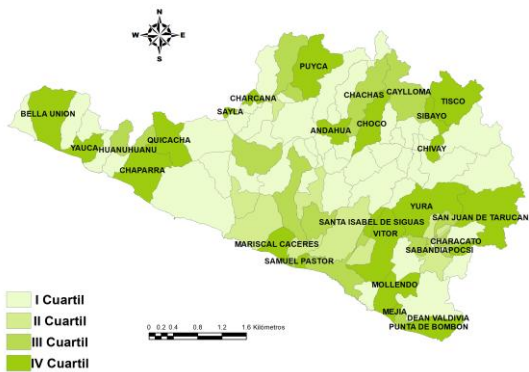 N
W E
S
PUYCA
CHARCANA
SAYLA
CHACHAS
CAYLLOMA
TISCO
SIBAYO
BELLA UNION
ANDAHUA
CHOCO
CHIVAY
QUICACHA
YAUCA
HUANUHUANU
CHAPARRA
YURA
SANTA ISABEL DE SIGUAS
SAN JUAN DE TARUCAN
VITOR
MARISCAL CACERES
CHARACATO
SABANDIA
POCSI
SAMUEL PASTOR
MOLLENDO
MEJIA
DEAN VALDIVIA
PUNTA DE BOMBON
I Cuartil
II Cuartil
III Cuartil
IV Cuartil
0 0.2 0.4 0.8 1.2 1.6 Kilómetros